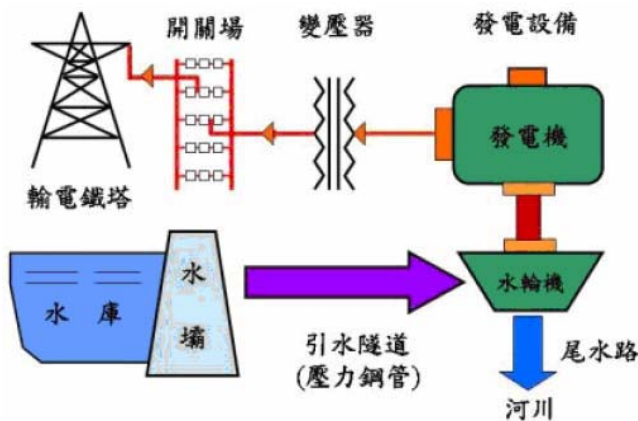 開關場
變壓器
發電設備
發電機
輸電鐵塔
水庫
水
壩
水輪機
引水隧道
(壓力鋼管)
尾水路
河川